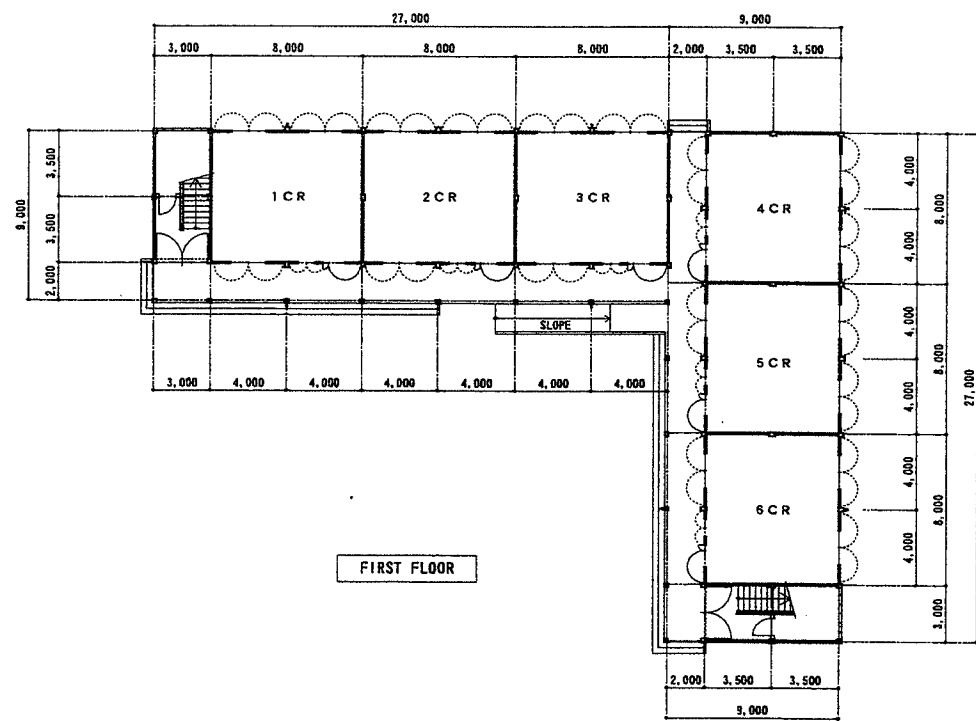 27,000 9,000
3,000 8,000 8,000 8,000 2,000 3,500 3,500
9,000 3,500 3,500 2,000
1CR 2CR 3CR 4CR
4,000 4,000 8,000
SLOPE
5CR
4,000 4,000 8,000
27,000
3,000 4,000 4,000 4,000 4,000 4,000 4,000
6CR
4,000 4,000 8,000
FIRST FLOOR
3,000
2,000 3,500 3,500
9,000